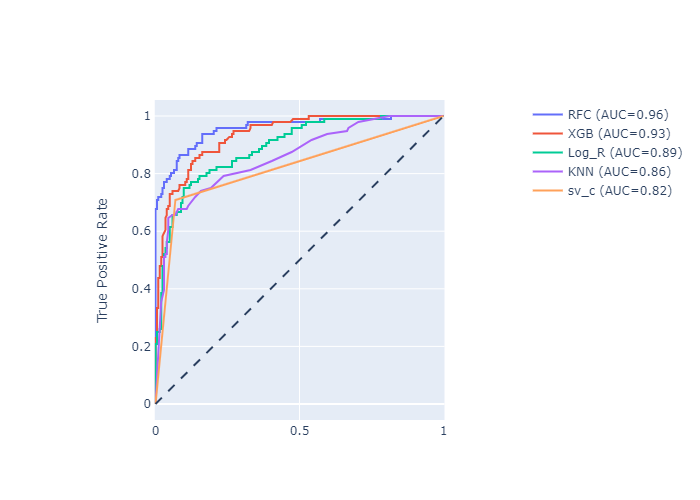 RFC (AUC=0.96)
XGB (AUC=0.93)
Log_R (AUC=0.89)
KNN (AUC=0.86)
sv_c (AUC=0.82)
True Positive Rate
1
0.8
0.6
0.4
0.2
0
0 0.5 1